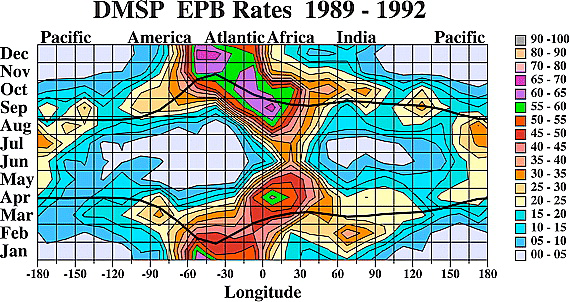 DMSP EPB Rates 1989 - 1992
Pacific America Atlantic Africa India Pacific
Dec
Nov
Oct
Sep
Aug
Jul
Jun
May
Apr
Mar
Feb
Jan
-180 -150 -120 -90 -60 -30 0 30 60 90 120 150 180
Longitude
90 -100
80 - 90
70 - 80
65 - 70
60 - 65
55 - 60
50 - 55
45 - 50
40 - 45
35 - 40
30 - 35
25 - 30
20 - 25
15 - 20
10 - 15
05 - 10
00 - 05